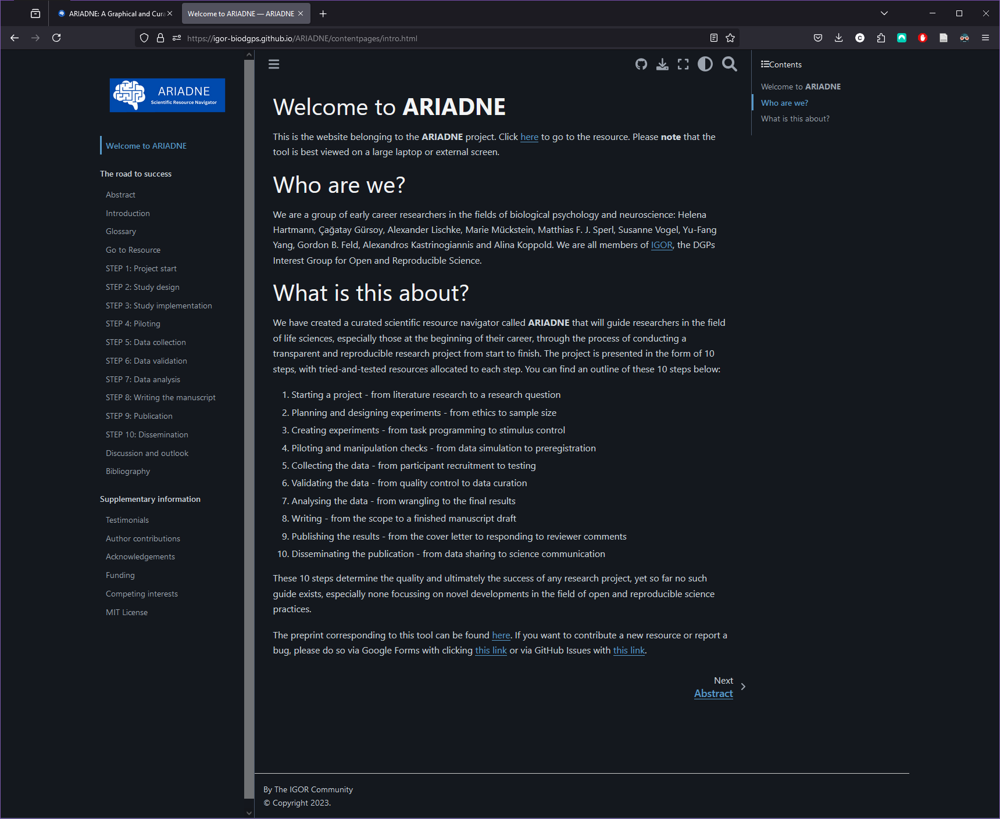 ARIADNE: A Graphical and Cura
Welcome to ARIADNE — ARIADNE
https://igor-biodgps.github.io/ARIADNE/contentpages/intro.html
ARIADNE
Scientific Resource Navigator
Welcome to ARIADNE
The road to success
Abstract
Introduction
Glossary
Go to Resource
STEP 1: Project start
STEP 2: Study design
STEP 3: Study implementation
STEP 4: Piloting
STEP 5: Data collection
STEP 6: Data validation
STEP 7: Data analysis
STEP 8: Writing the manuscript
STEP 9: Publication
STEP 10: Dissemination
Discussion and outlook
Bibliography
Supplementary information
Testimonials
Author contributions
Acknowledgements
Funding
Competing interests
MIT License
Welcome to ARIADNE
This is the website belonging to the ARIADNE project. Click here to go to the resource. Please note that the
tool is best viewed on a large laptop or external screen.
Who are we?
We are a group of early career researchers in the fields of biological psychology and neuroscience: Helena
Hartmann, Çağatay Gürsoy, Alexander Lischke, Marie Mückstein, Matthias F. J. Sperl, Susanne Vogel, Yu-Fang
Yang, Gordon B. Feld, Alexandros Kastrinogiannis and Alina Koppold. We are all members of IGOR, the DGPs
Interest Group for Open and Reproducible Science.
What is this about?
We have created a curated scientific resource navigator called ARIADNE that will guide researchers in the field
of life sciences, especially those at the beginning of their career, through the process of conducting a
transparent and reproducible research project from start to finish. The project is presented in the form of 10
steps, with tried-and-tested resources allocated to each step. You can find an outline of these 10 steps below:
1. Starting a project - from literature research to a research question
2. Planning and designing experiments - from ethics to sample size
3. Creating experiments - from task programming to stimulus control
4. Piloting and manipulation checks - from data simulation to preregistration
5. Collecting the data - from participant recruitment to testing
6. Validating the data - from quality control to data curation
7. Analysing the data - from wrangling to the final results
8. Writing - from the scope to a finished manuscript draft
9. Publishing the results - from the cover letter to responding to reviewer comments
10. Disseminating the publication - from data sharing to science communication
These 10 steps determine the quality and ultimately the success of any research project, yet so far no such
guide exists, especially none focussing on novel developments in the field of open and reproducible science
practices.
The preprint corresponding to this tool can be found here. If you want to contribute a new resource or report a
bug, please do so via Google Forms with clicking this link or via GitHub Issues with this link.
Next
Abstract
By The IGOR Community
© Copyright 2023.
Contents
Welcome to ARIADNE
Who are we?
What is this about?